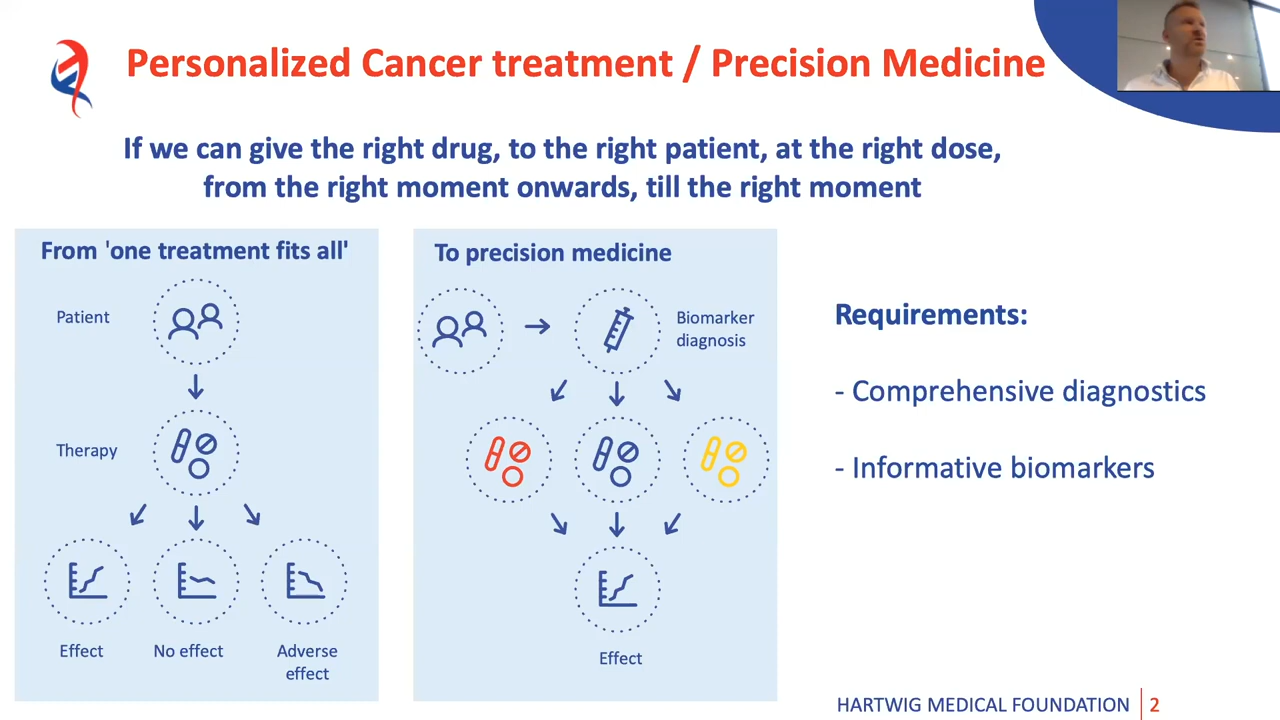 Personalized Cancer treatment / Precision Medicine
If we can give the right drug, to the right patient, at the right dose,
from the right moment onwards, till the right moment
From 'one treatment fits all'
Patient
Therapy
Effect
No effect
Adverse
effect
To precision medicine
Biomarker
diagnosis
Effect
Requirements:
- Comprehensive diagnostics
- Informative biomarkers
HARTWIG MEDICAL FOUNDATION 2